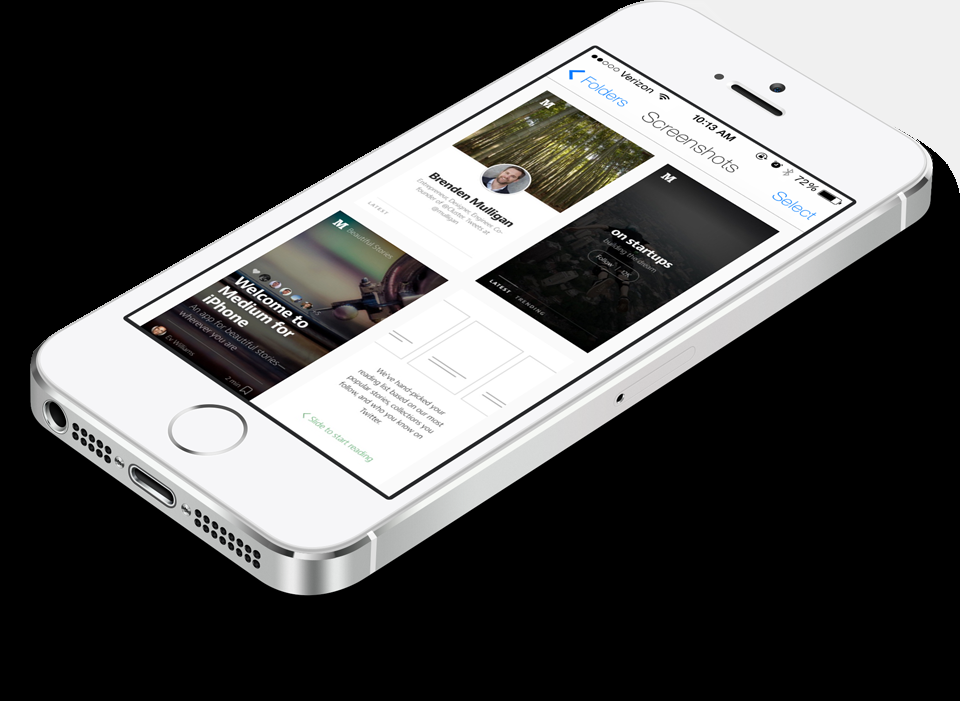 Verizon 10:13 AM 72%
Folders Screenshots Select
M
Brenden Mulligan
Entrepreneur, Designer, Engineer. Co-
founder of @Cluster. Tweets at
@mulligan
LATEST
M
on startups
building the dream
Follow 12K
LATEST TRENDING
M Beautiful Stories
Welcome to
Medium for
iPhone
An app for beautiful stories—
wherever you are
Ev Williams
2 min
We've hand-picked your
reading list based on our most
popular stories, collections you
follow, and who you know on
Twitter.
Slide to start reading